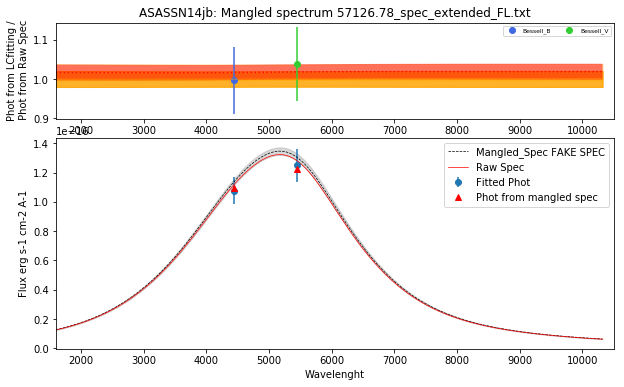 ASASSN14jb: Mangled spectrum 57126.78_spec_extended_FL.txt
Phot from LCfitting /
Phot from Raw Spec
1.1
1.0
0.9
Bessell_B
Bessell_V
2000 3000 4000 5000 6000 7000 8000 9000 10000
1e−16
Flux erg s-1 cm-2 A-1
1.4
1.2
1.0
0.8
0.6
0.4
0.2
0.0
Mangled_Spec FAKE SPEC
Raw Spec
Fitted Phot
Phot from mangled spec
2000 3000 4000 5000 6000 7000 8000 9000 10000
Wavelenght